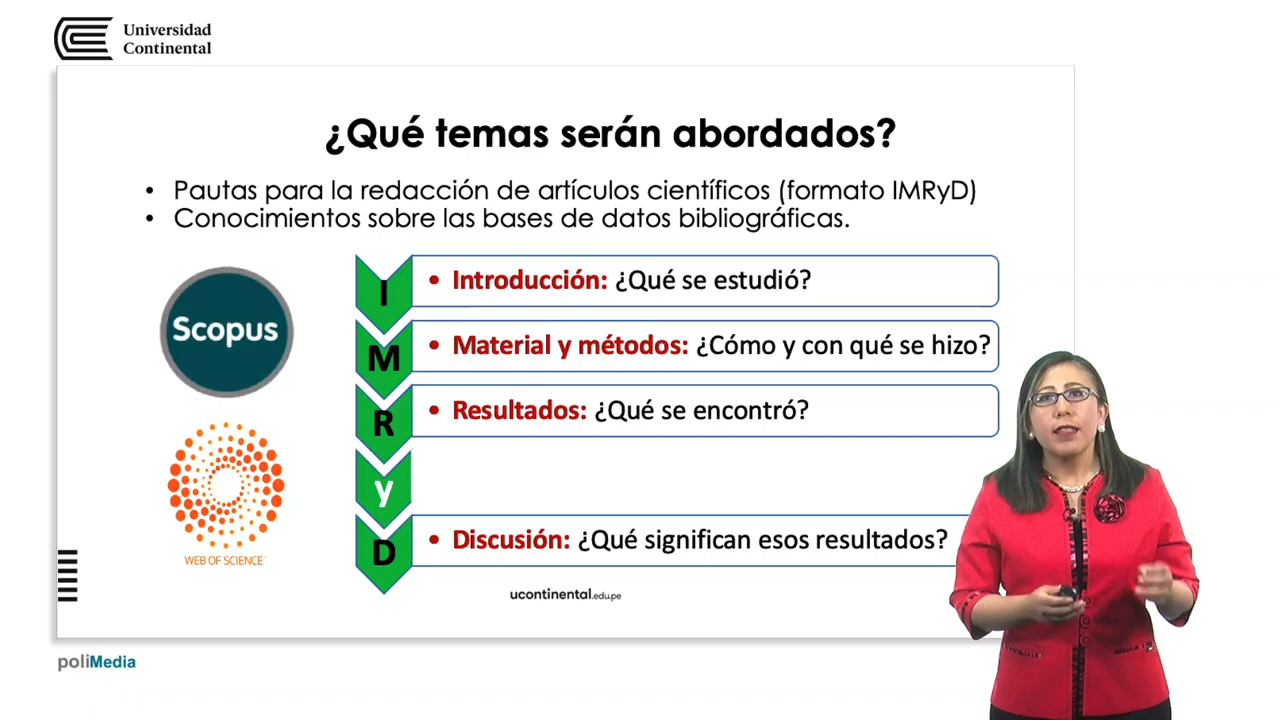 Universidad
Continental
¿Qué temas serán abordados?
• Pautas para la redacción de artículos científicos (formato IMRyD)
• Conocimientos sobre las bases de datos bibliográficas.
Scopus
WEB OF SCIENCE™
I
• Introducción: ¿Qué se estudió?
M
• Material y métodos: ¿Cómo y con qué se hizo?
R
• Resultados: ¿Qué se encontró?
y
D
• Discusión: ¿Qué significan esos resultados?
ucontinental.edu.pe
poliMedia